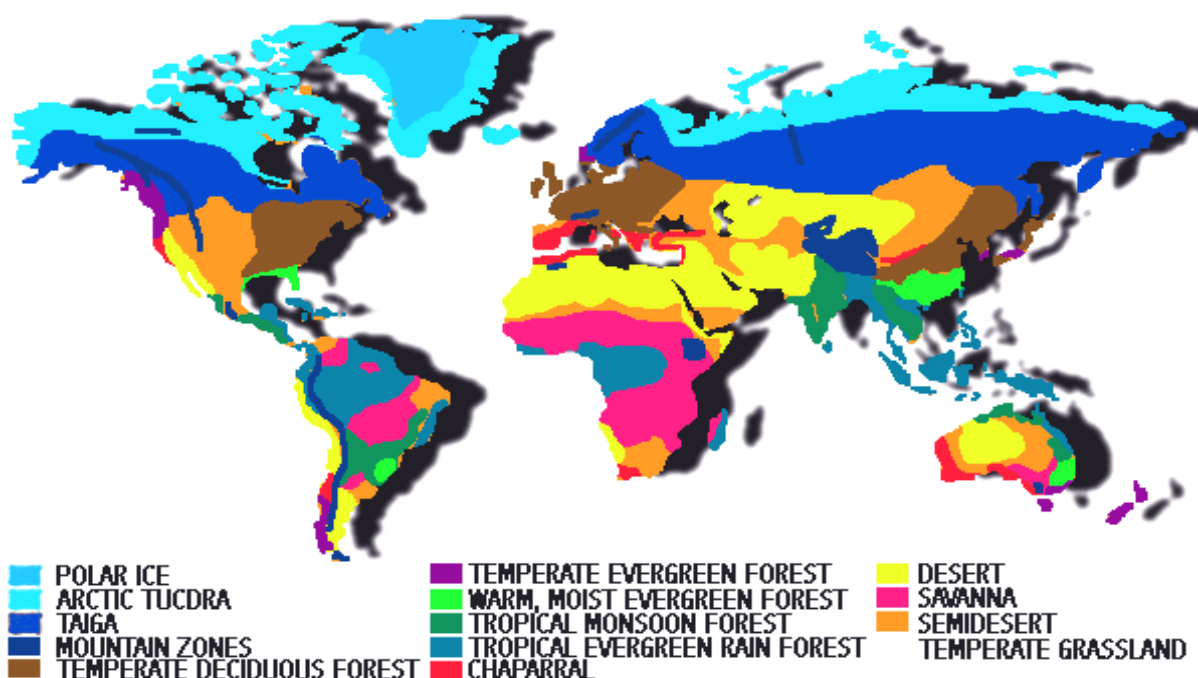 POLAR ICE
ARCTIC TUCDRA
TAIGA
MOUNTAIN ZONES
TEMPERATE DECIDUOUS FOREST
TEMPERATE EVERGREEN FOREST
WARM, MOIST EVERGREEN FOREST
TROPICAL MONSOON FOREST
TROPICAL EVERGREEN RAIN FOREST
CHAPARRAL
DESERT
SAVANNA
SEMIDESERT
TEMPERATE GRASSLAND